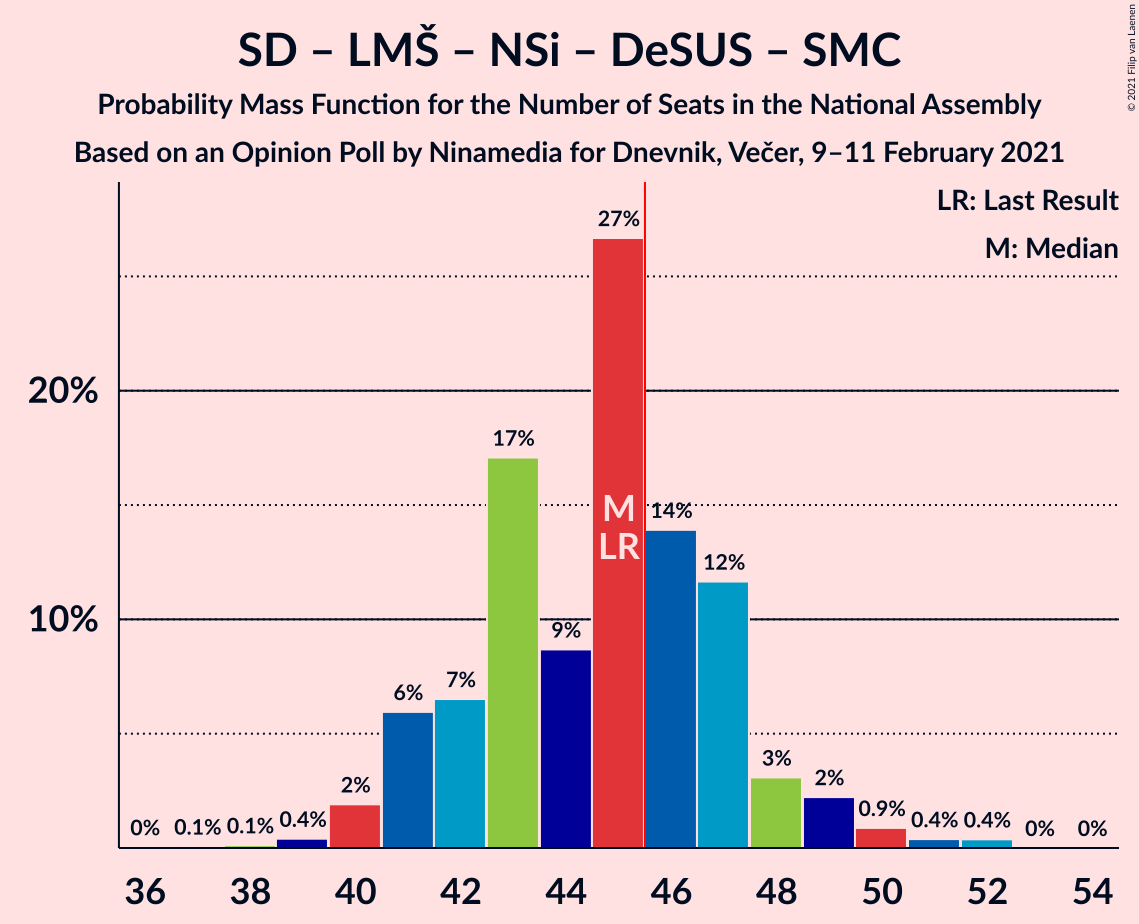 SD – LMŠ – NSi – DeSUS – SMC
Probability Mass Function for the Number of Seats in the National Assembly
Based on an Opinion Poll by Ninamedia for Dnevnik, Večer, 9–11 February 2021
© 2021 Filip van Laenen
LR: Last Result
M: Median
20%
10%
0%
0.1%
0.1%
0.4%
2%
6%
7%
17%
9%
27%
M
LR
14%
12%
3%
2%
0.9%
0.4%
0.4%
0%
0%
36 38 40 42 44 46 48 50 52 54